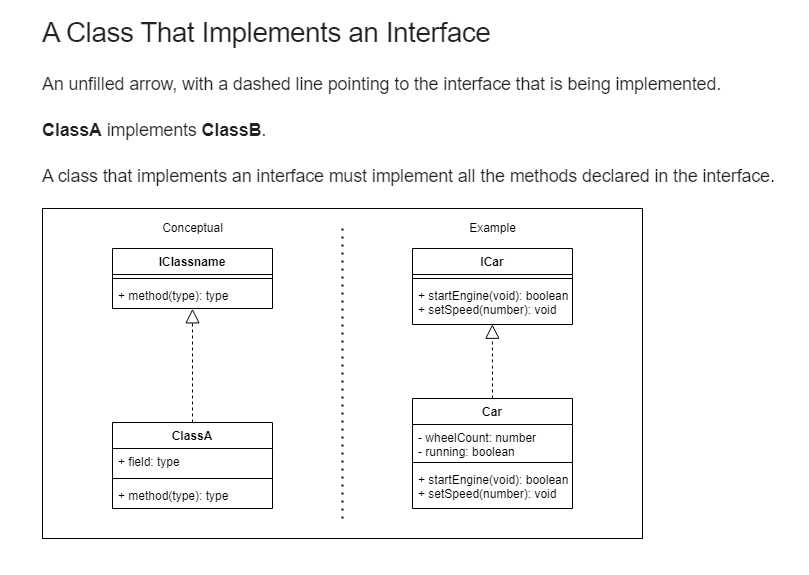 A Class That Implements an Interface
An unfilled arrow, with a dashed line pointing to the interface that is being implemented.
ClassA implements ClassB.
A class that implements an interface must implement all the methods declared in the interface.
Conceptual
IClassname
+ method(type): type
ClassA
+ field: type
+ method(type): type
Example
ICar
+ startEngine(void): boolean
+ setSpeed(number): void
Car
- wheelCount: number
- running: boolean
+ startEngine(void): boolean
+ setSpeed(number): void